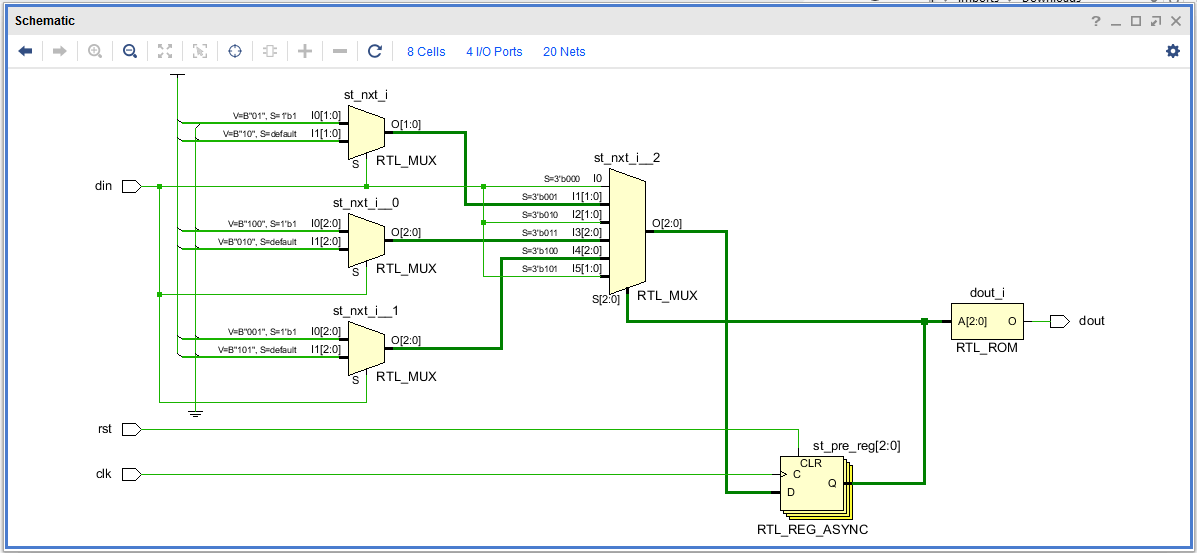 Schematic
8 Cells 4 I/O Ports 20 Nets
st_nxt_i
V=B"01", S=1'b1 I0[1:0]
V=B"10", S=default I1[1:0]
O[1:0]
S
RTL_MUX
din
st_nxt_i__0
V=B"100", S=1'b1 I0[2:0]
V=B"010", S=default I1[2:0]
O[2:0]
S
RTL_MUX
st_nxt_i__1
V=B"001", S=1'b1 I0[2:0]
V=B"101", S=default I1[2:0]
O[2:0]
S
RTL_MUX
st_nxt_i__2
S=3'b000 I0
S=3'b001 I1[1:0]
S=3'b010 I2[1:0]
S=3'b011 I3[2:0]
S=3'b100 I4[2:0]
S=3'b101 I5[1:0]
O[2:0]
S[2:0]
RTL_MUX
dout_i
A[2:0] O
dout
RTL_ROM
rst
clk
st_pre_reg[2:0]
CLR
C
Q
D
RTL_REG_ASYNC